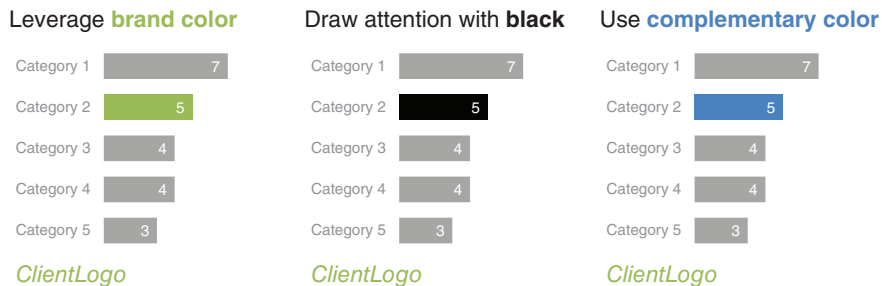 Leverage brand color
Category 1 7
Category 2 5
Category 3 4
Category 4 4
Category 5 3
ClientLogo
Draw attention with black
Category 1 7
Category 2 5
Category 3 4
Category 4 4
Category 5 3
ClientLogo
Use complementary color
Category 1 7
Category 2 5
Category 3 4
Category 4 4
Category 5 3
ClientLogo